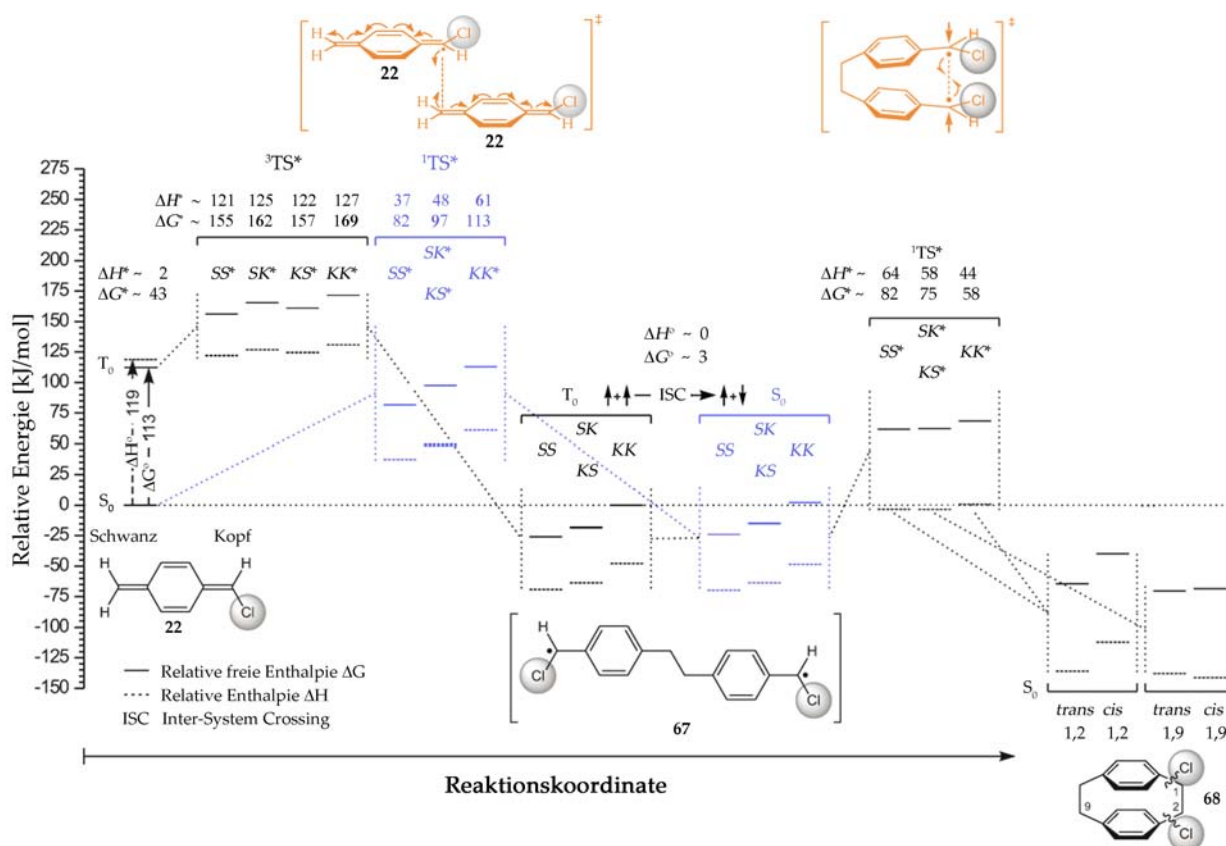 Cl
H
H
H
22
H
H
Cl
H
22
‡
H
Cl
Cl
H
‡
Relative Energie [kJ/mol]
275
250
225
200
175
150
125
100
75
50
25
0
-25
-50
-75
-100
-125
-150
³TS*
ΔH* ~ 121 125 122 127
ΔG* ~ 155 162 157 169
SS* SK* KS* KK*
ΔH* ~ 2
ΔG* ~ 43
¹TS*
37 48 61
82 97 113
SK*
SS* KK*
KS*
T₀
ΔH° – 119
ΔG° – 113
S₀
ΔH° ~ 0
ΔG° ~ 3
T₀ ISC S₀
SK
SS KK
KS
SK
SS KK
KS
¹TS*
ΔH* ~ 64 58 44
ΔG* ~ 82 75 58
SK*
SS* KK*
KS*
Schwanz Kopf
H
H
H
Cl
22
Relative freie Enthalpie ΔG
Relative Enthalpie ΔH
ISC Inter-System Crossing
H
Cl
H
Cl
67
S₀
trans cis trans cis
1,2 1,2 1,9 1,9
Cl
1
9
2
Cl
68
Reaktionskoordinate